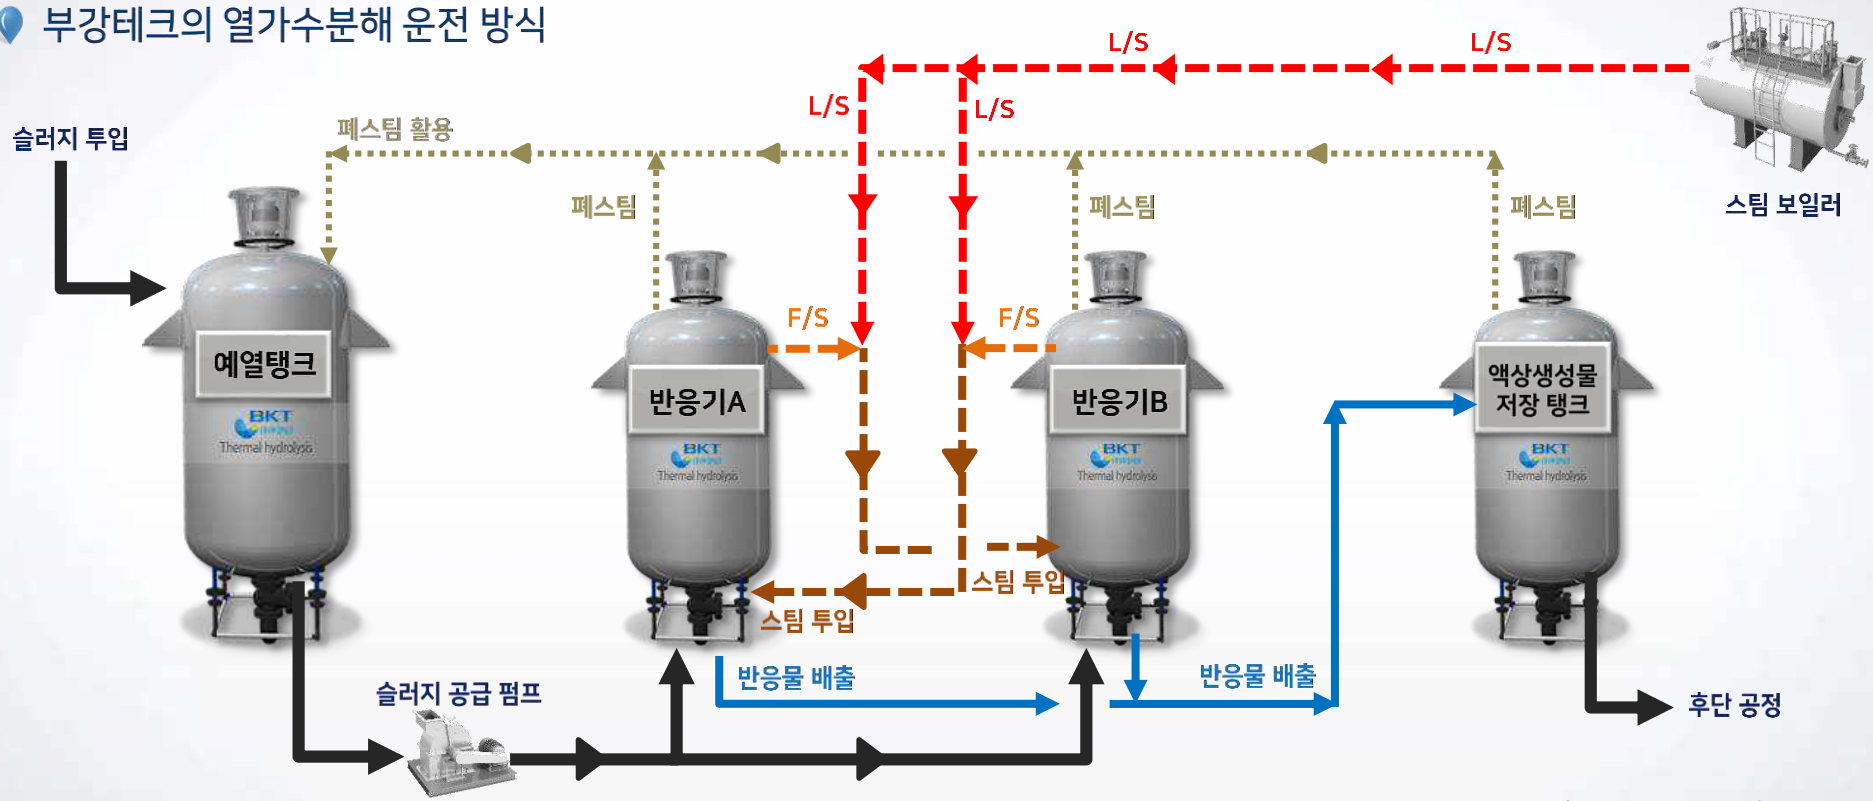 부강테크의 열가수분해 운전 방식
L/S
L/S
L/S
L/S
슬러지 투입
폐스팀 활용
폐스팀
폐스팀
폐스팀
스팀 보일러
F/S
F/S
예열탱크
반응기A
반응기B
액상생성물
저장 탱크
BKT
Thermal hydrolysis
BKT
Thermal hydrolysis
BKT
Thermal hydrolysis
BKT
Thermal hydrolysis
스팀 투입
스팀 투입
반응물 배출
반응물 배출
슬러지 공급 펌프
후단 공정